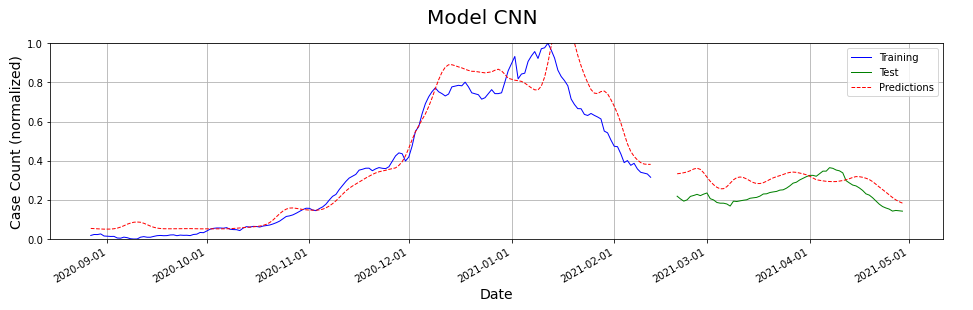 Model CNN
Case Count (normalized)
1.0
0.8
0.6
0.4
0.2
0.0
Training
Test
Predictions
2020-09-01
2020-10-01
2020-11-01
2020-12-01
2021-01-01
2021-02-01
2021-03-01
2021-04-01
2021-05-01
Date